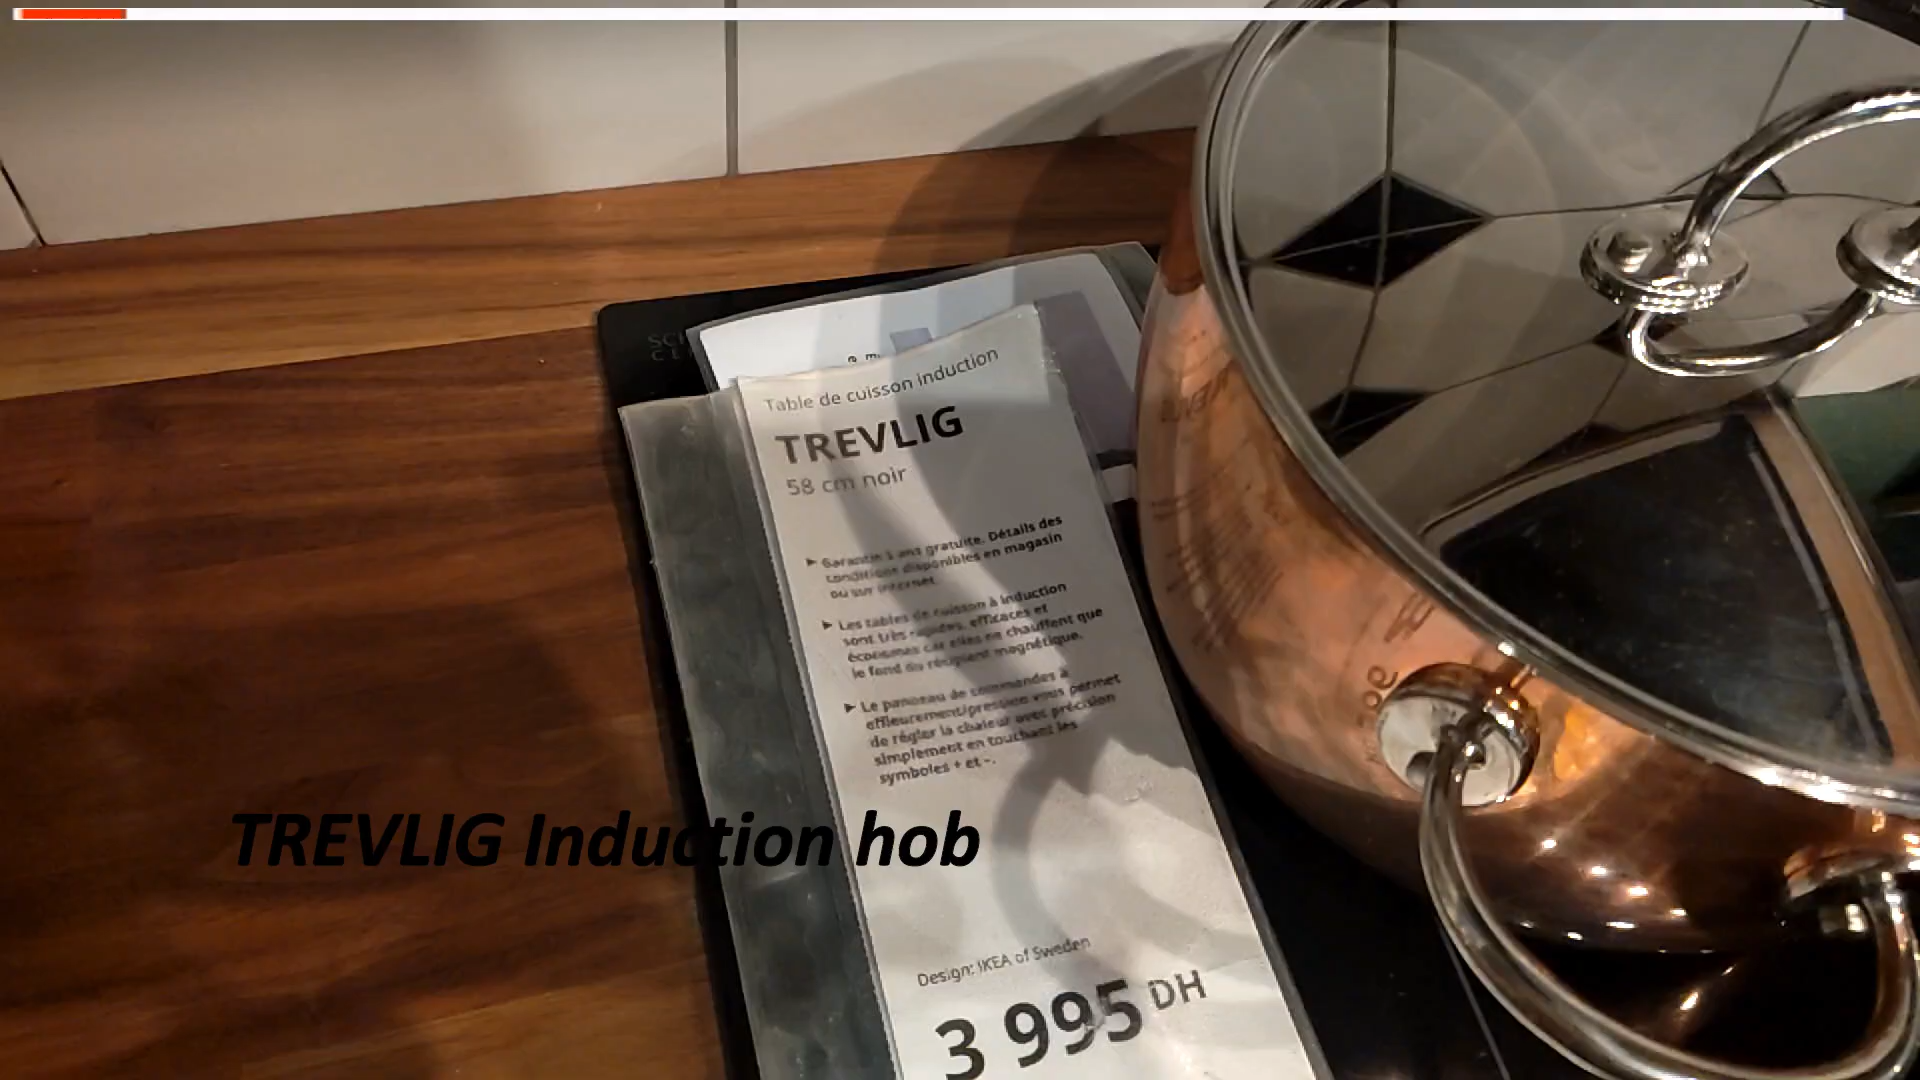 Table de cuisson induction
TREVLIG
58 cm noir
▶ Garantie 5 ans gratuite. Détails des
conditions disponibles en magasin
ou sur internet.
▶ Les tables de cuisson à induction
sont très rapides, efficaces et
économes car elles ne chauffent que
le fond du récipient magnétique.
▶ Le panneau de commandes à
effleurement/pression vous permet
de régler la chaleur avec précision
simplement en touchant les
symboles + et -.
TREVLIG Induction hob
Design: IKEA of Sweden
3 995 DH